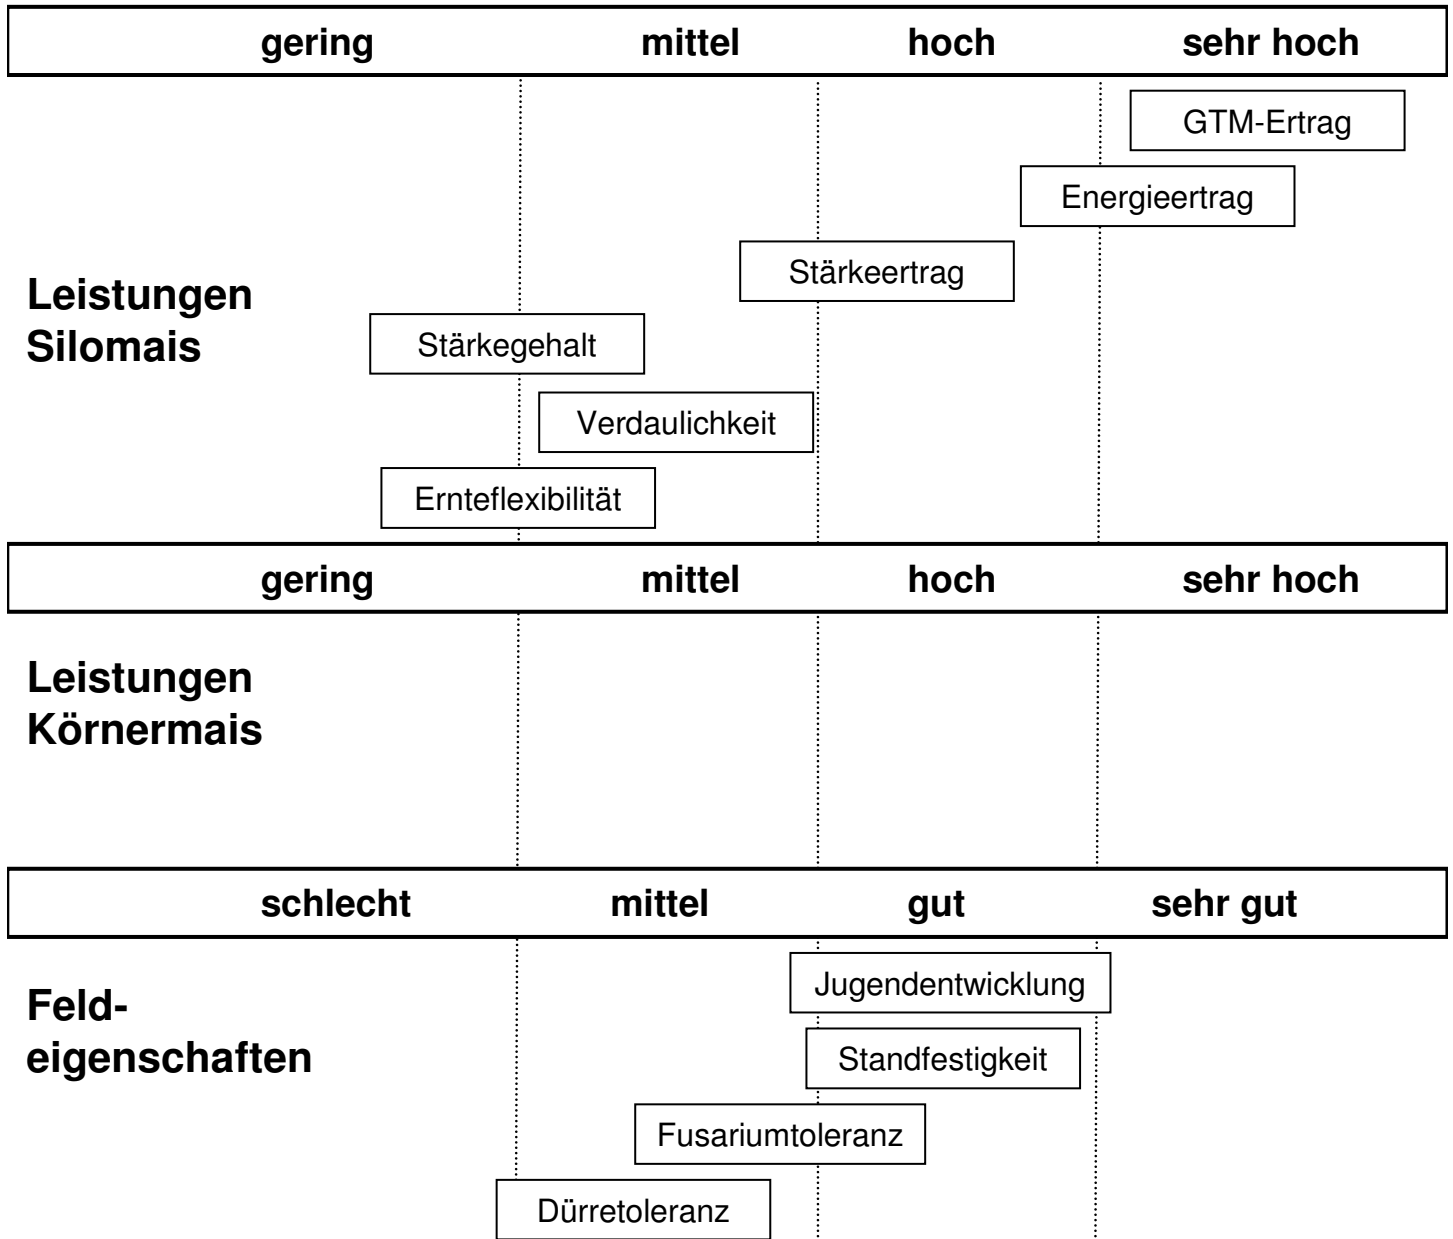 gering mittel hoch sehr hoch
GTM-Ertrag
Energieertrag
Stärkeertrag
Leistungen
Silomais
Stärkegehalt
Verdaulichkeit
Ernteflexibilität
gering mittel hoch sehr hoch
Leistungen
Körnermais
schlecht mittel gut sehr gut
Jugendentwicklung
Feld-
eigenschaften
Standfestigkeit
Fusariumtoleranz
Dürretoleranz